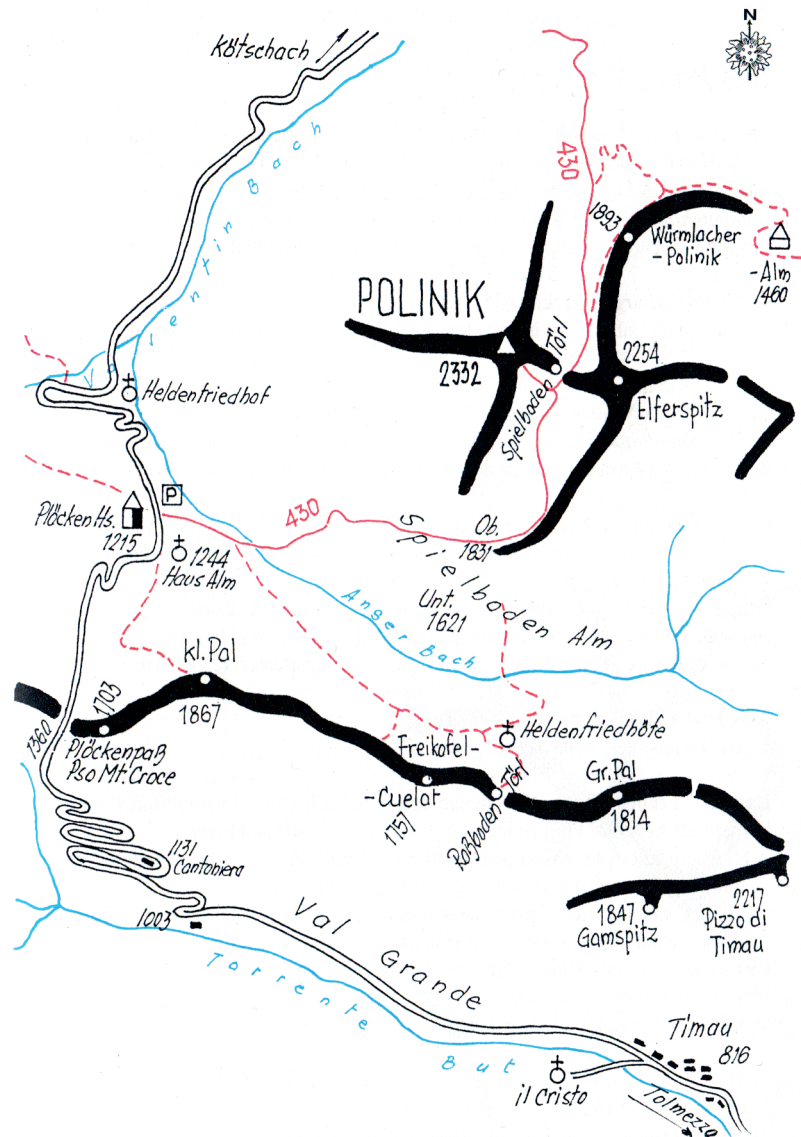 N
Kötschach
Valentin Bach
430
1893
Würmlacher
-Polinik
-Alm
1460
POLINIK
2332
Törl
Spielboden
2254
Elferspitz
Heldenfriedhof
P
Plöcken Hs.
1215
430
1244
Haus Alm
Ob.
1831
Spielboden Alm
Unt.
1621
Anger Bach
kl.Pal
1867
1703
1360
Plöckenpaß
Pso Mt.Croce
Freikofel-
-Cuelat
1757
Heldenfriedhöfe
Törl
Roßboden
Gr.Pal
1814
1131
Cantoniera
1003
Val Grande
1847
Gamspitz
2217
Pizzo di
Timau
Torrente But
Timau
816
il Cristo
Tolmezzo